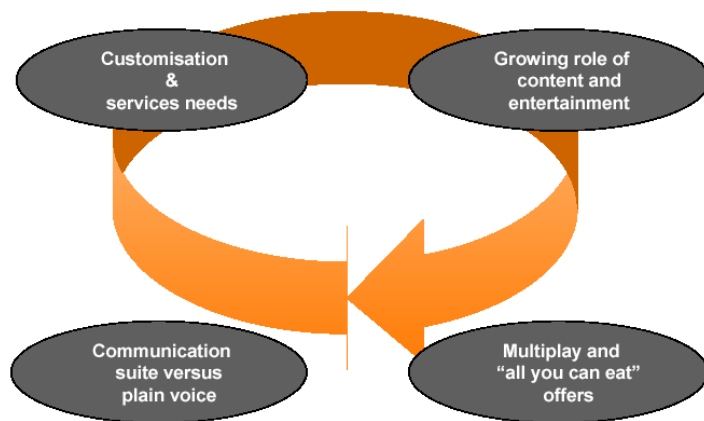 Customisation
&
services needs
Growing role of
content and
entertainment
Communication
suite versus
plain voice
Multiplay and
“all you can eat”
offers